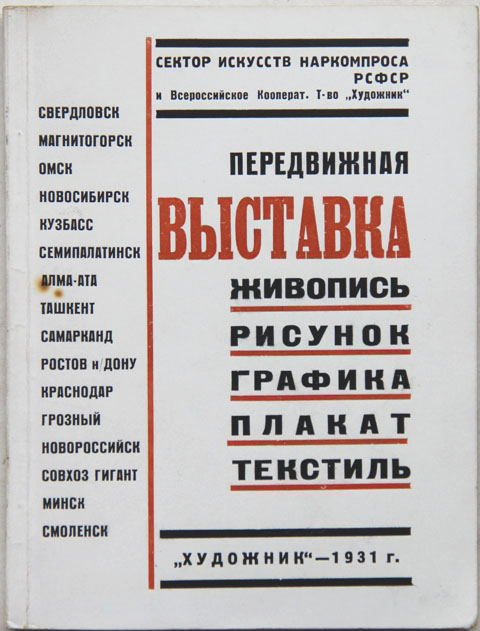 СЕКТОР ИСКУССТВ НАРКОМПРОСА
РСФСР
и Всероссийское Кооперат. Т-во „Художник“
СВЕРДЛОВСК
МАГНИТОГОРСК
ОМСК
НОВОСИБИРСК
КУЗБАСС
СЕМИПАЛАТИНСК
АЛМА-АТА
ТАШКЕНТ
САМАРКАНД
РОСТОВ н/ДОНУ
КРАСНОДАР
ГРОЗНЫЙ
НОВОРОССИЙСК
СОВХОЗ ГИГАНТ
МИНСК
СМОЛЕНСК
ПЕРЕДВИЖНАЯ
ВЫСТАВКА
ЖИВОПИСЬ
РИСУНОК
ГРАФИКА
ПЛАКАТ
ТЕКСТИЛЬ
„ХУДОЖНИК“—1931 г.